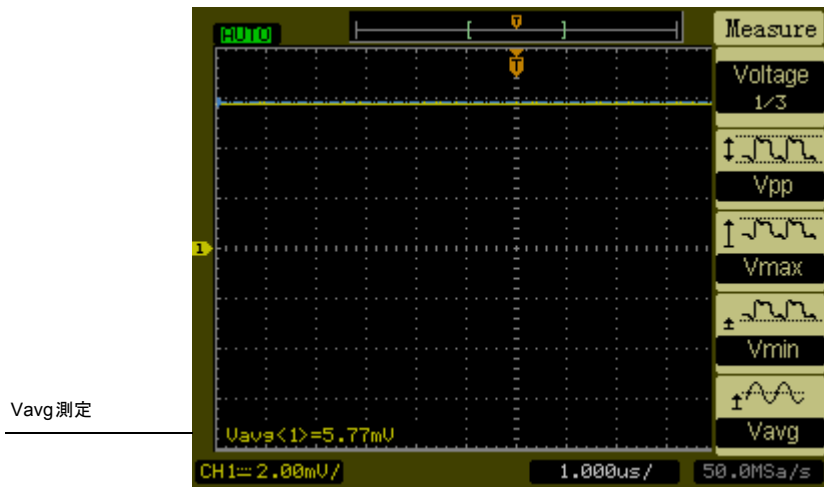 AUTO
T
T
1
Measure
Voltage
1/3
Vpp
Vmax
Vmin
Vavg
Vavg測定
Vavg<1>=5.77mV
CH1 2.00mV/
1.000us/
50.0MSa/s